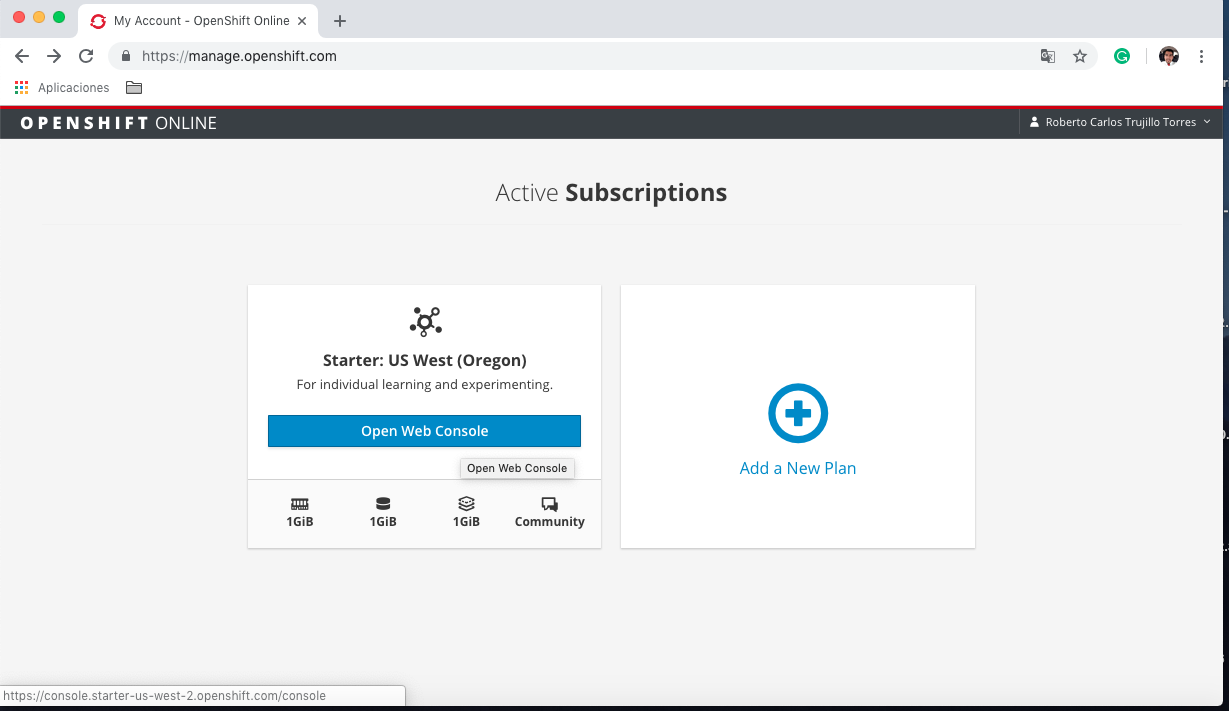 My Account - OpenShift Online
https://manage.openshift.com
Aplicaciones
OPENSHIFT ONLINE
Roberto Carlos Trujillo Torres
Active Subscriptions
Starter: US West (Oregon)
For individual learning and experimenting.
Open Web Console
Open Web Console
1GiB
1GiB
1GiB
Community
Add a New Plan
https://console.starter-us-west-2.openshift.com/console